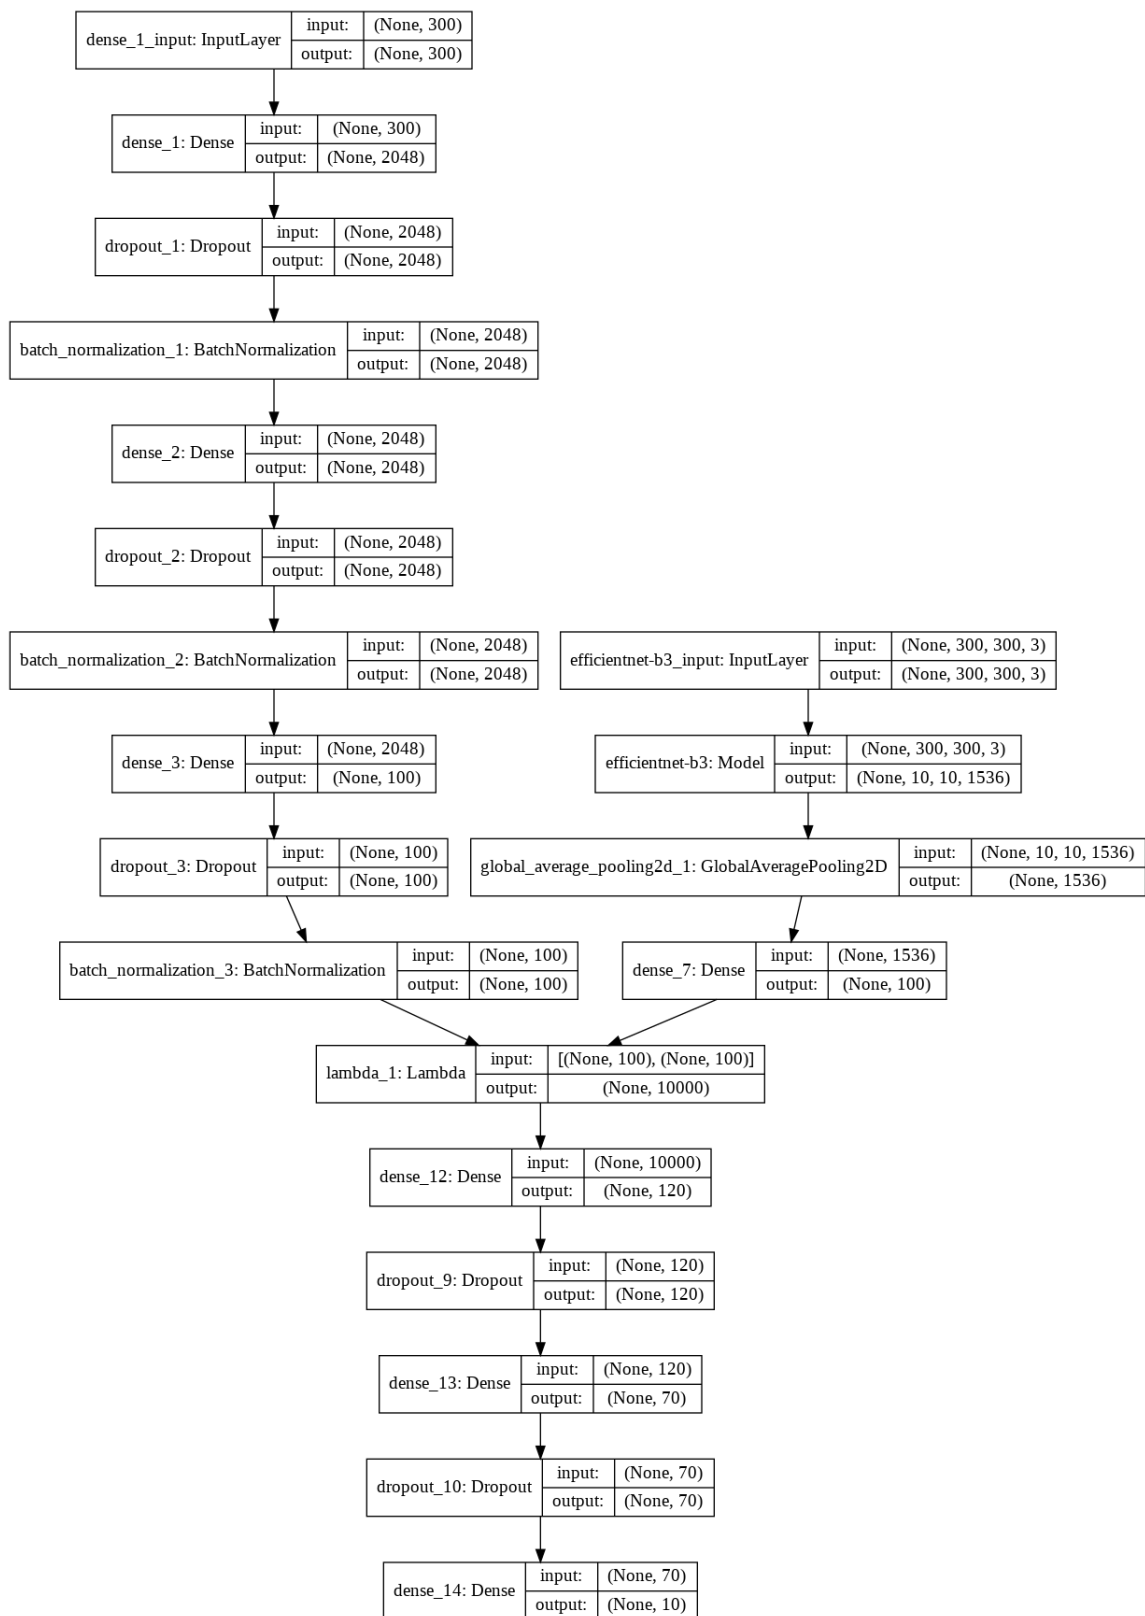 dense_1_input: InputLayer
input: (None, 300)
output: (None, 300)
dense_1: Dense
input: (None, 300)
output: (None, 2048)
dropout_1: Dropout
input: (None, 2048)
output: (None, 2048)
batch_normalization_1: BatchNormalization
input: (None, 2048)
output: (None, 2048)
dense_2: Dense
input: (None, 2048)
output: (None, 2048)
dropout_2: Dropout
input: (None, 2048)
output: (None, 2048)
batch_normalization_2: BatchNormalization
input: (None, 2048)
output: (None, 2048)
efficientnet-b3_input: InputLayer
input: (None, 300, 300, 3)
output: (None, 300, 300, 3)
dense_3: Dense
input: (None, 2048)
output: (None, 100)
efficientnet-b3: Model
input: (None, 300, 300, 3)
output: (None, 10, 10, 1536)
dropout_3: Dropout
input: (None, 100)
output: (None, 100)
global_average_pooling2d_1: GlobalAveragePooling2D
input: (None, 10, 10, 1536)
output: (None, 1536)
batch_normalization_3: BatchNormalization
input: (None, 100)
output: (None, 100)
dense_7: Dense
input: (None, 1536)
output: (None, 100)
lambda_1: Lambda
input: [(None, 100), (None, 100)]
output: (None, 10000)
dense_12: Dense
input: (None, 10000)
output: (None, 120)
dropout_9: Dropout
input: (None, 120)
output: (None, 120)
dense_13: Dense
input: (None, 120)
output: (None, 70)
dropout_10: Dropout
input: (None, 70)
output: (None, 70)
dense_14: Dense
input: (None, 70)
output: (None, 10)